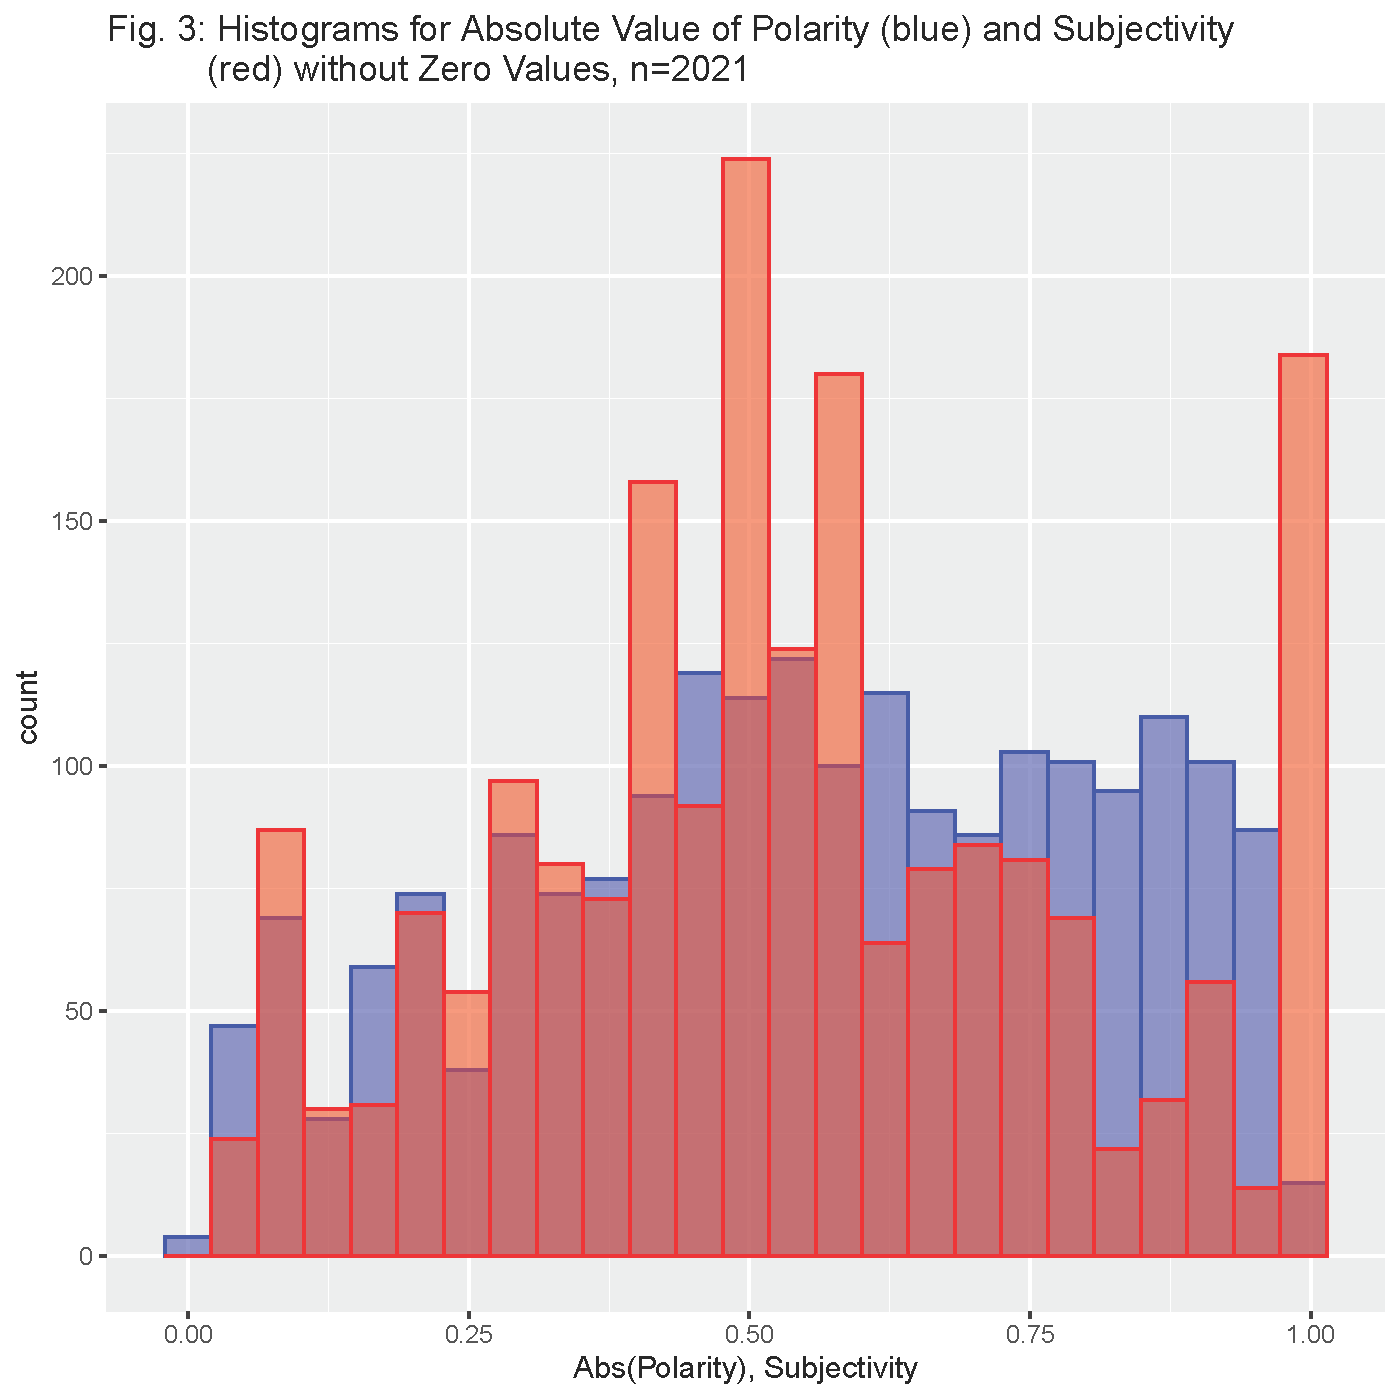 Fig. 3: Histograms for Absolute Value of Polarity (blue) and Subjectivity
(red) without Zero Values, n=2021
200
150
100
50
0
count
0.00 0.25 0.50 0.75 1.00
Abs(Polarity), Subjectivity